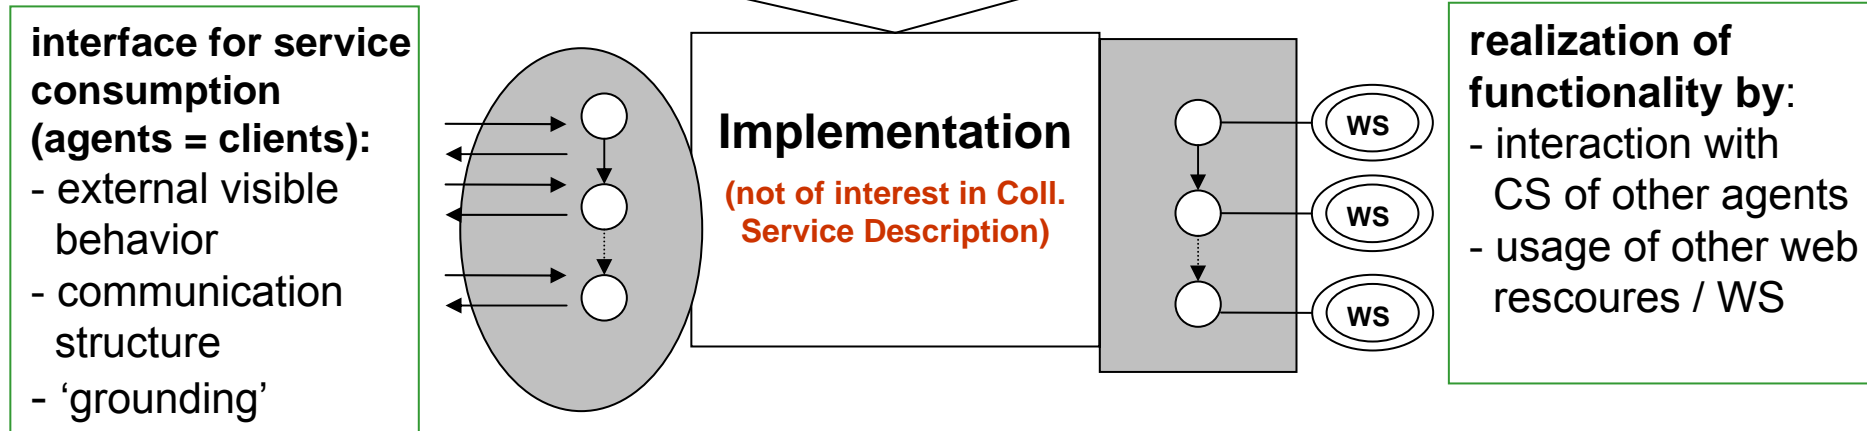 interface for service
consumption
(agents = clients):
- external visible
behavior
- communication
structure
- ‘grounding’
Implementation
(not of interest in Coll.
Service Description)
WS
WS
WS
realization of
functionality by:
- interaction with
CS of other agents
- usage of other web
rescoures / WS